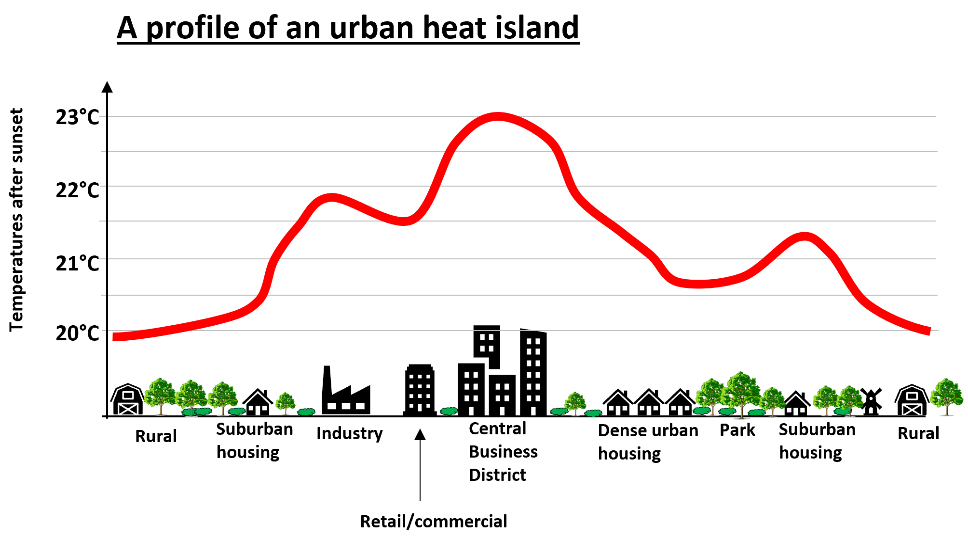 A profile of an urban heat island
Temperatures after sunset
23°C
22°C
21°C
20°C
Rural
Suburban
housing
Industry
Retail/commercial
Central
Business
District
Dense urban
housing
Park
Suburban
housing
Rural